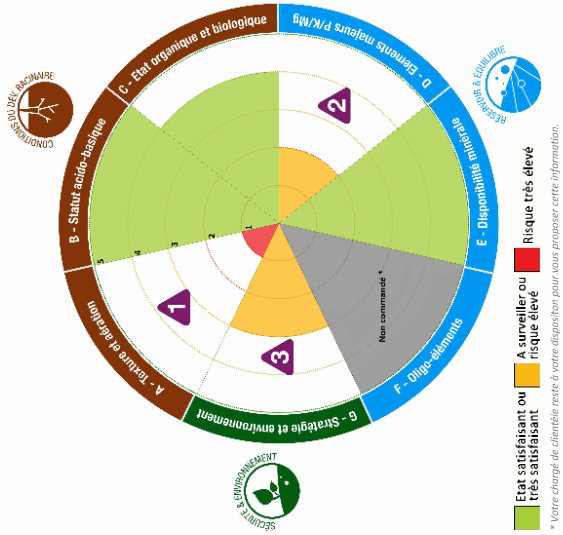 CONDITIONS DU DEV. RACINAIRE
RÉSERVOIR & ÉQUILIBRE
SÉCURITÉ & ENVIRONNEMENT
A - Texture et aération
B - Statut acido-basique
C - Etat organique et biologique
D - Elements majeurs P/K/Mg
E - Disponibilité minérale
F - Oligo-éléments
G - Stratégie et environnement
5
4
3
2
1
1
2
3
Non commandé *
Etat satisfaisant ou
très satisfaisant
A surveiller ou
risque élevé
Risque très élevé
* Votre chargé de clientèle reste à votre dispositon pour vous proposer cette information.